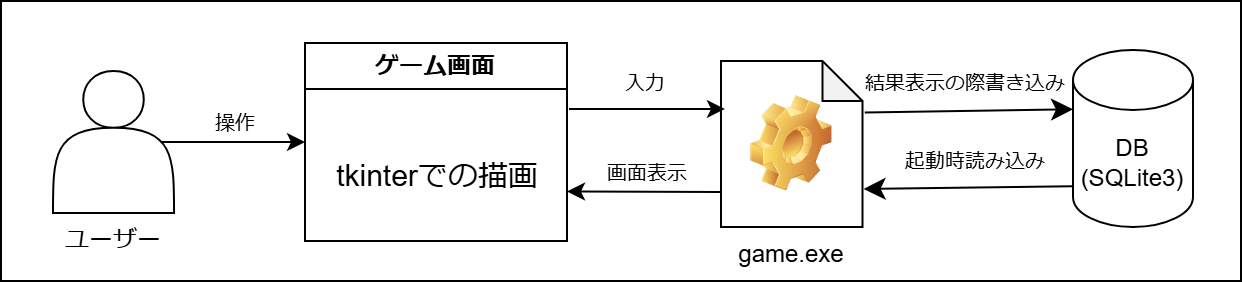 ゲーム画面
入力
結果表示の際書き込み
操作
tkinterでの描画
画面表示
起動時読み込み
DB
(SQLite3)
ユーザー
game.exe